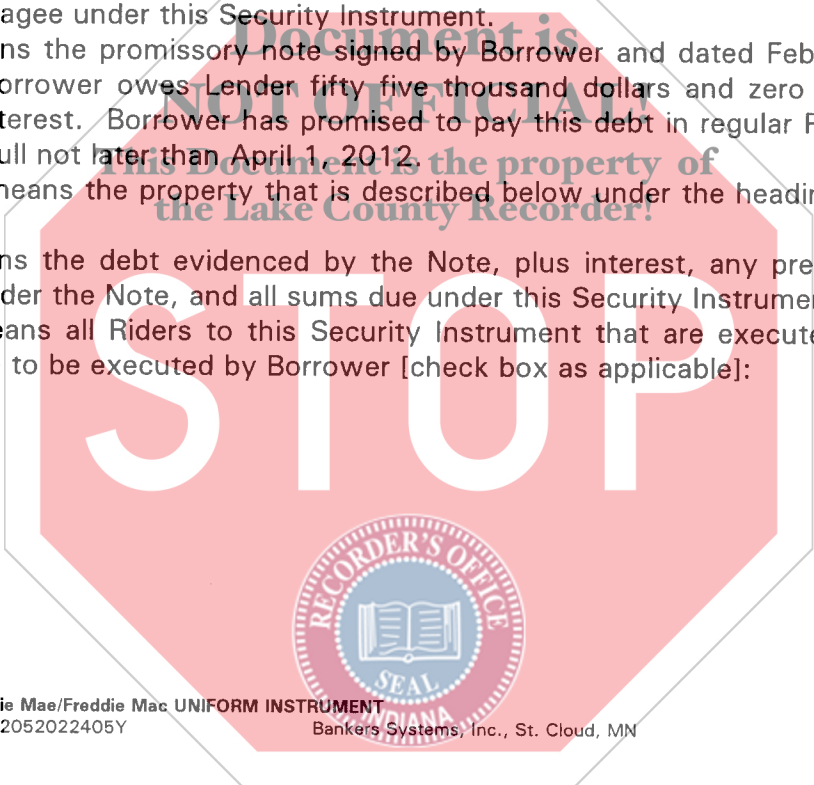 agee under this Security Instrument.
Document is
ns the promissory note signed by Borrower and dated Feb
orrower owes Lender fifty five thousand dollars and zero
NOT OFFICIAL!
terest. Borrower has promised to pay this debt in regular P
ull not later than April 1, 2012.
This Document is the property of
neans the property that is described below under the headin
the Lake County Recorder!
ns the debt evidenced by the Note, plus interest, any pre
der the Note, and all sums due under this Security Instrume
eans all Riders to this Security Instrument that are execute
to be executed by Borrower [check box as applicable]:
STOP
RECORDER'S OFFICE
SEAL
INDIANA
ie Mae/Freddie Mac UNIFORM INSTRUMENT
2052022405Y Bankers Systems, Inc., St. Cloud, MN